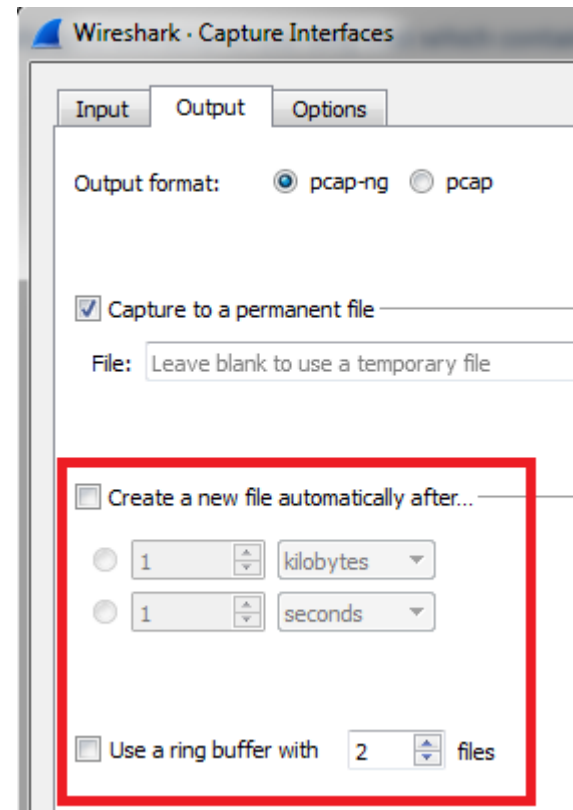 Wireshark · Capture Interfaces
Input Output Options
Output format: pcap-ng pcap
Capture to a permanent file
File: Leave blank to use a temporary file
Create a new file automatically after...
1 kilobytes
1 seconds
Use a ring buffer with 2 files